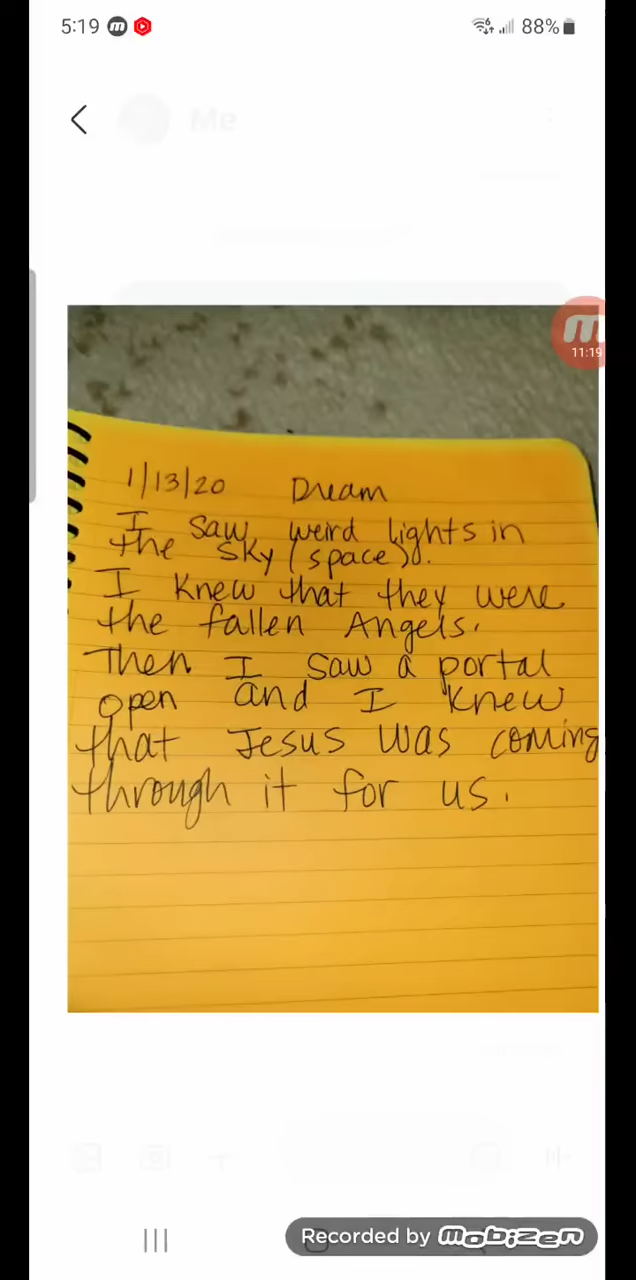 5:19 88%
Me
11:19
1/13/20 Dream
I saw weird lights in
the sky (space).
I knew that they were
the fallen Angels.
Then I saw a portal
open and I knew
that Jesus was coming
through it for us.
Recorded by mobizen